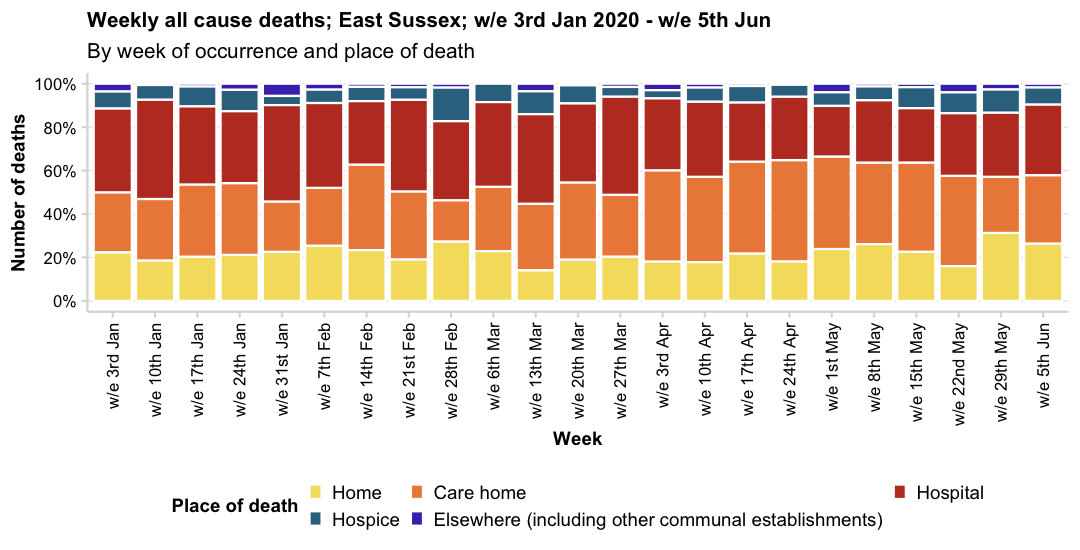 Weekly all cause deaths; East Sussex; w/e 3rd Jan 2020 - w/e 5th Jun
By week of occurrence and place of death
Number of deaths
100%
80%
60%
40%
20%
0%
w/e 3rd Jan
w/e 10th Jan
w/e 17th Jan
w/e 24th Jan
w/e 31st Jan
w/e 7th Feb
w/e 14th Feb
w/e 21st Feb
w/e 28th Feb
w/e 6th Mar
w/e 13th Mar
w/e 20th Mar
w/e 27th Mar
w/e 3rd Apr
w/e 10th Apr
w/e 17th Apr
w/e 24th Apr
w/e 1st May
w/e 8th May
w/e 15th May
w/e 22nd May
w/e 29th May
w/e 5th Jun
Week
Place of death
Home Care home Hospital
Hospice Elsewhere (including other communal establishments)